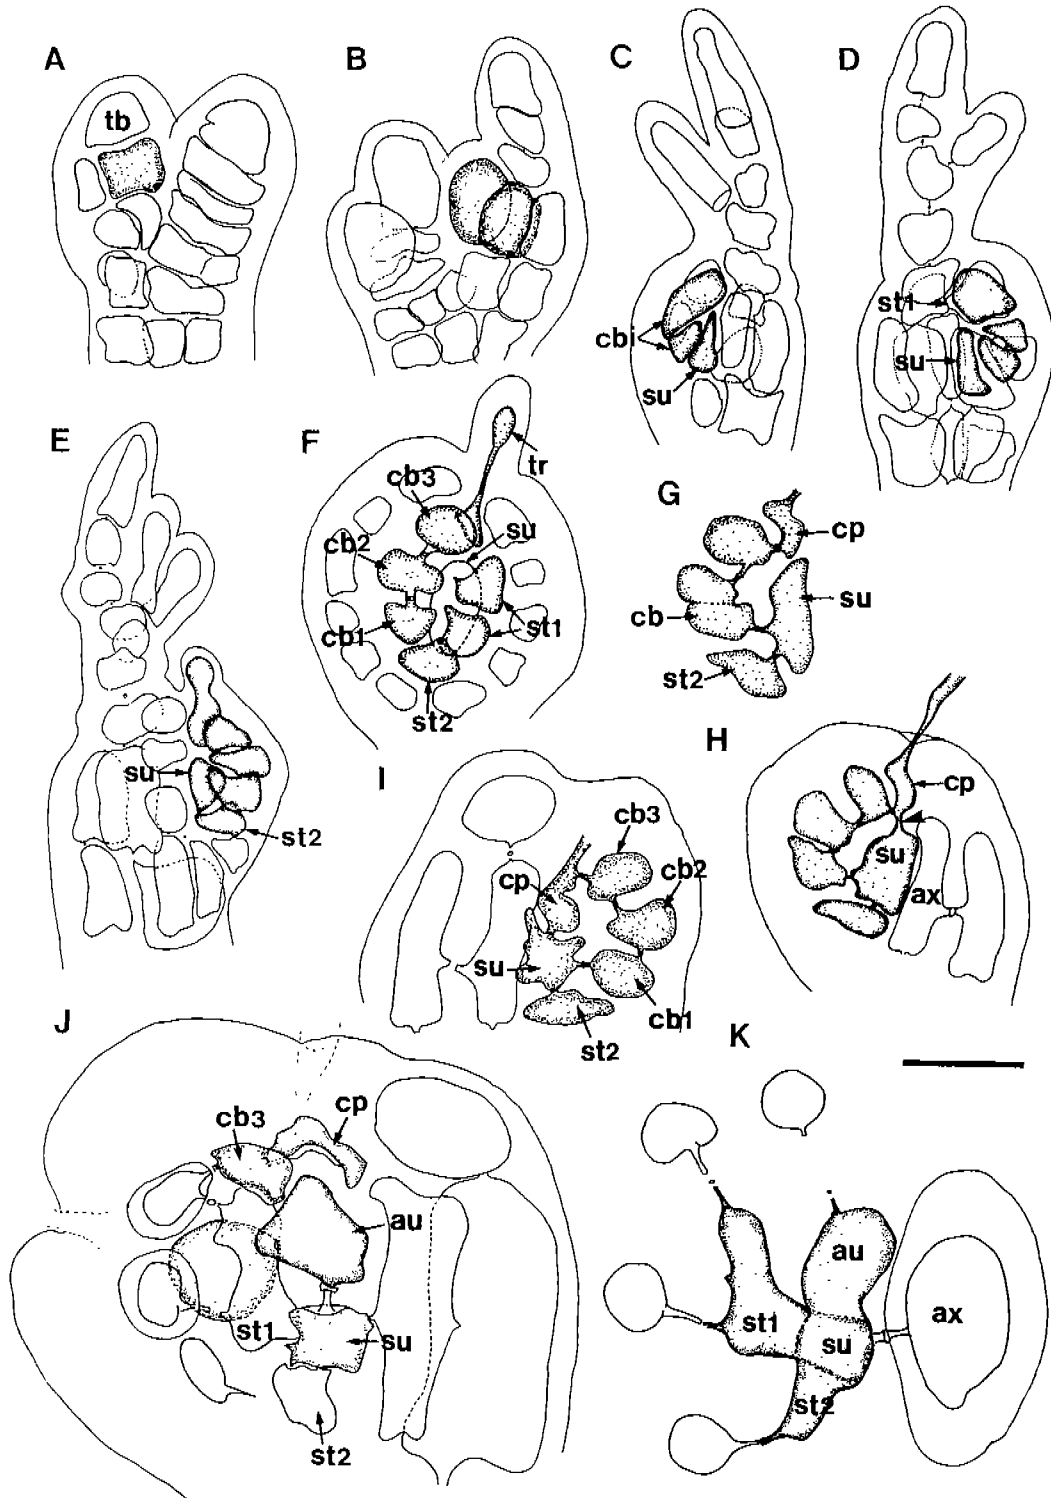 A
tb
B
C
cbi
su
D
st1
su
E
su
st2
F
tr
cb3
su
cb2
cb1
st1
st2
G
cp
su
cb
st2
H
cp
su
ax
I
cb3
cp
cb2
su
cb1
st2
J
cb3
cp
au
st1
su
st2
K
au
st1
su
ax
st2